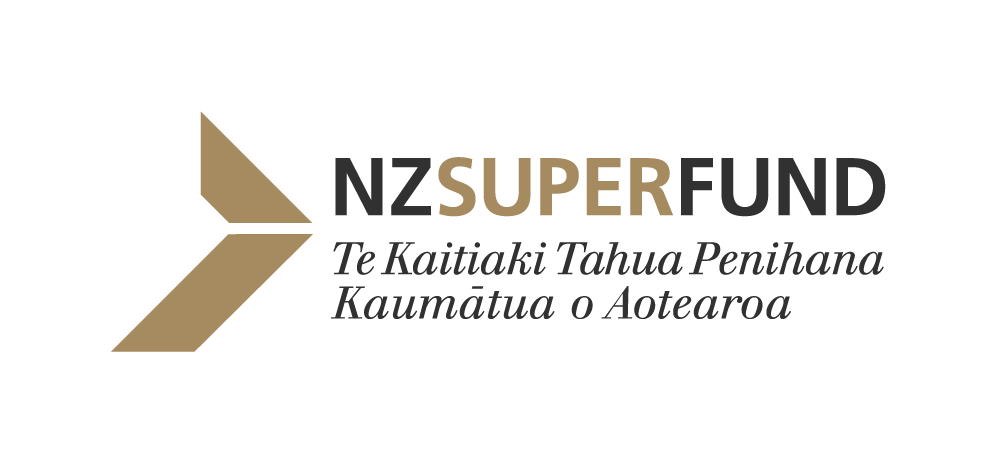 NZSUPERFUND
Te Kaitiaki Tahua Penihana
Kaumātua o Aotearoa